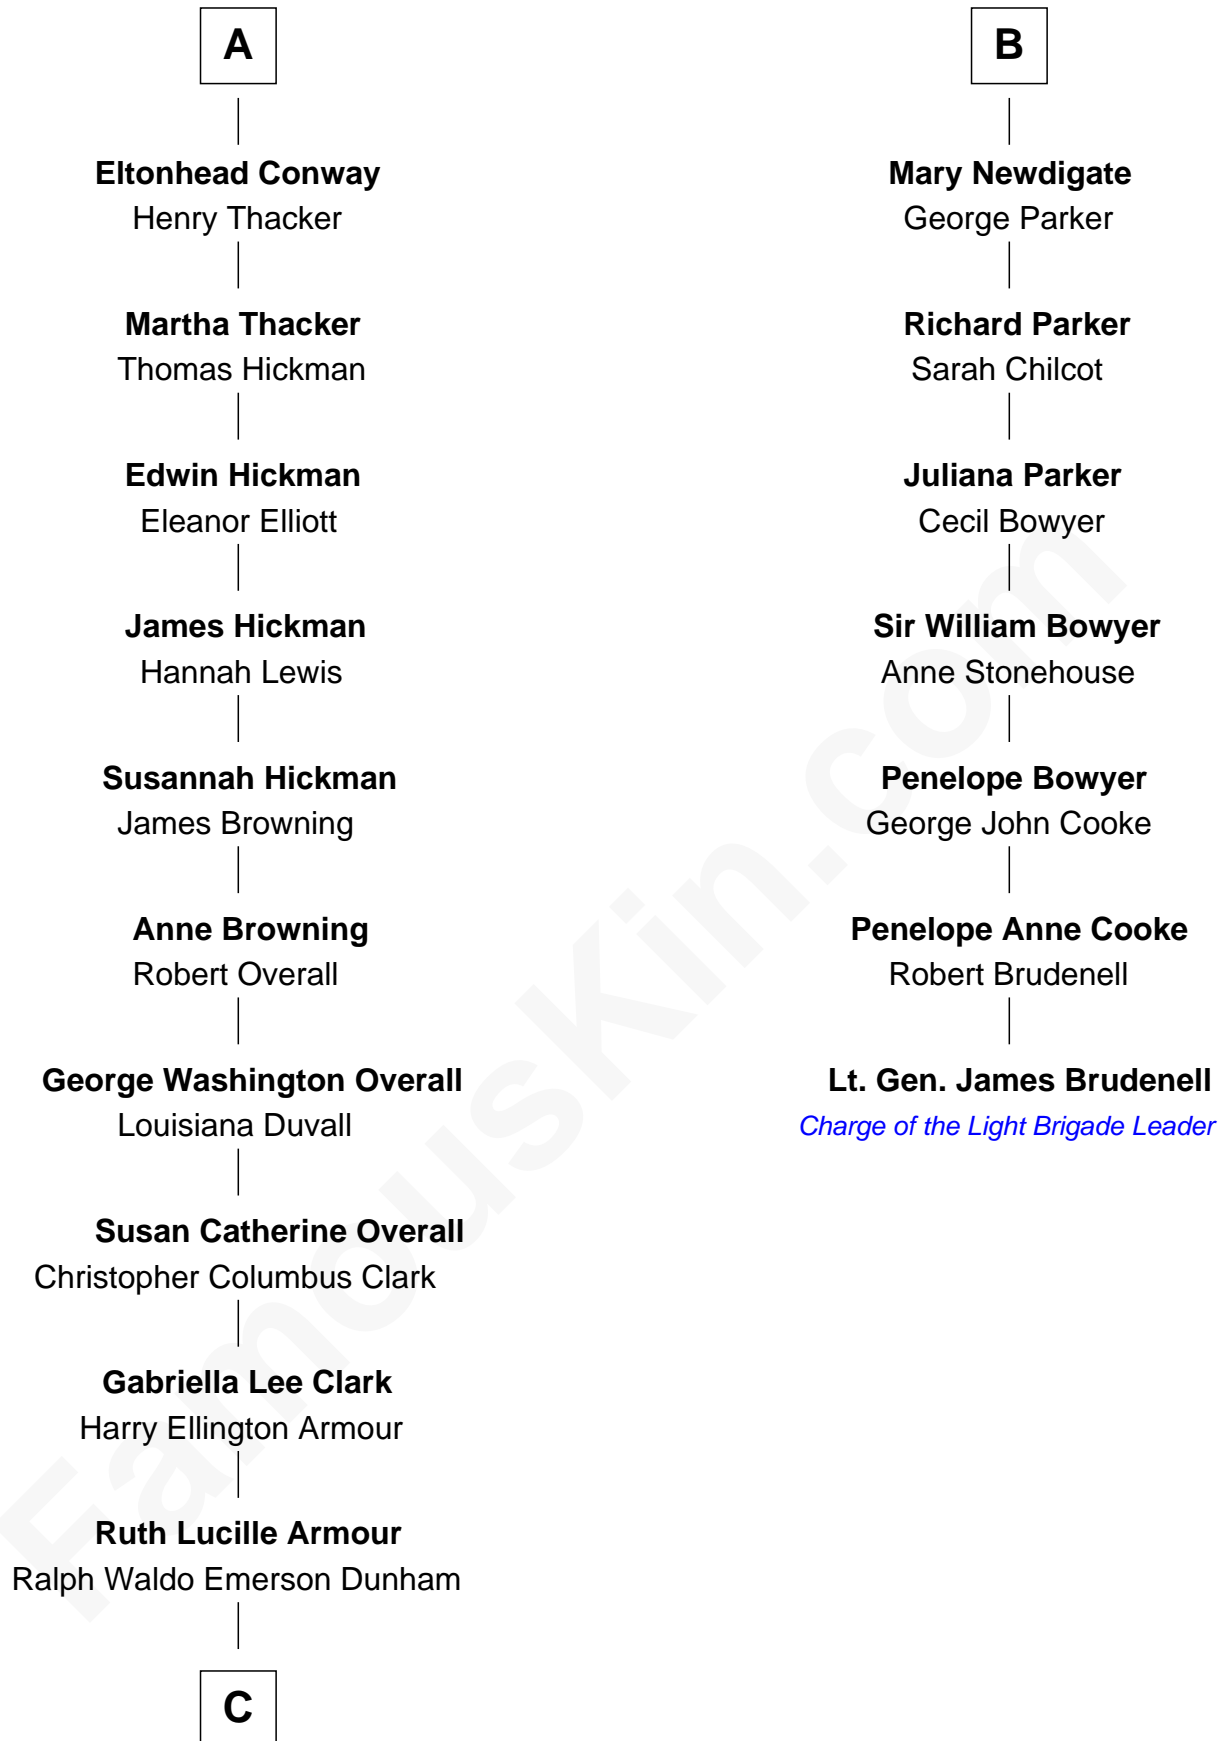 A
Eltonhead Conway
Henry Thacker
Martha Thacker
Thomas Hickman
Edwin Hickman
Eleanor Elliott
James Hickman
Hannah Lewis
Susannah Hickman
James Browning
Anne Browning
Robert Overall
George Washington Overall
Louisiana Duvall
Susan Catherine Overall
Christopher Columbus Clark
Gabriella Lee Clark
Harry Ellington Armour
Ruth Lucille Armour
Ralph Waldo Emerson Dunham
C
B
Mary Newdigate
George Parker
Richard Parker
Sarah Chilcot
Juliana Parker
Cecil Bowyer
Sir William Bowyer
Anne Stonehouse
Penelope Bowyer
George John Cooke
Penelope Anne Cooke
Robert Brudenell
Lt. Gen. James Brudenell
Charge of the Light Brigade Leader
FamousKin.com